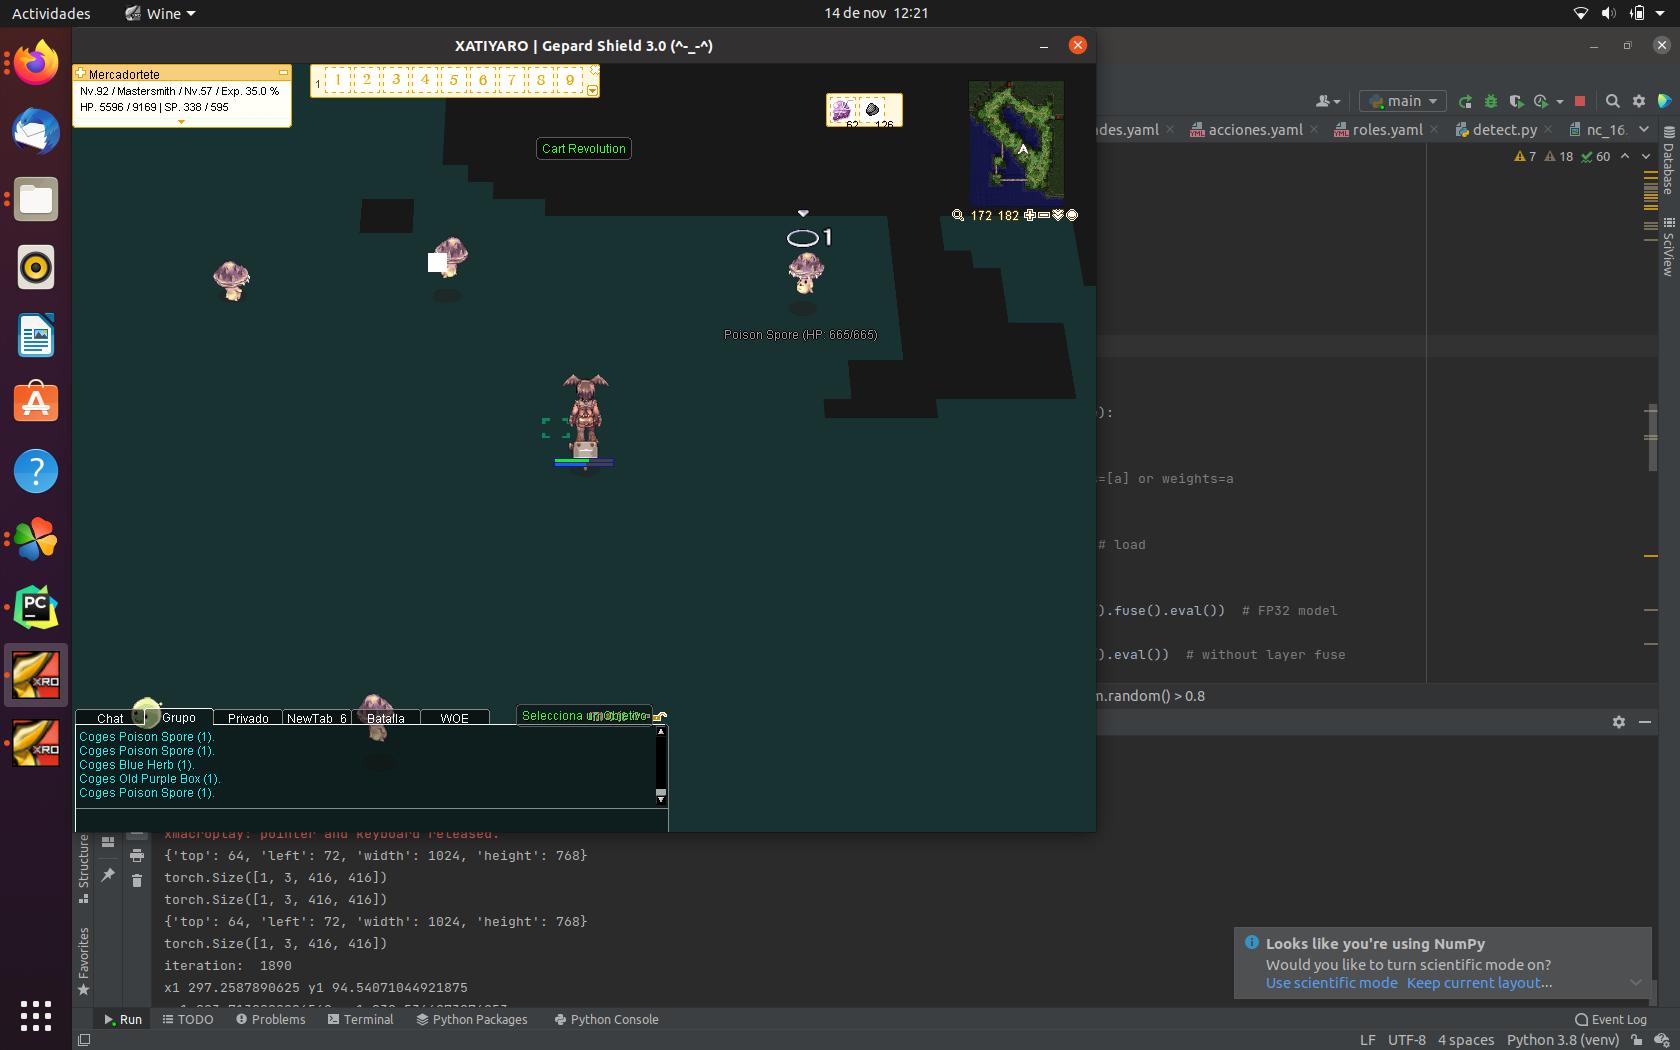 Actividades
Wine
14 de nov 12:21
XATIYARO | Gepard Shield 3.0 (^-_-^)
Mercadortete
Nv.92 / Mastersmith / Nv.57 / Exp. 35.0 %
HP. 5596 / 9169 | SP. 338 / 595
1
1 2 3 4 5 6 7 8 9
62 126
Cart Revolution
172 182
1
Poison Spore (HP: 665/665)
main
des.yaml
acciones.yaml
roles.yaml
detect.py
nc_16.
7 18 60
Database
SciView
):
=[a] or weights=a
# load
).fuse().eval()) # FP32 model
).eval()) # without layer fuse
m.random() > 0.8
PC
XRO
XRO
Chat
Grupo
Privado
NewTab 6
Batalla
WOE
Selecciona un objetivo
Coges Poison Spore (1).
Coges Poison Spore (1).
Coges Blue Herb (1).
Coges Old Purple Box (1).
Coges Poison Spore (1).
xmacroplay: pointer and Keyboard released.
{'top': 64, 'left': 72, 'width': 1024, 'height': 768}
torch.Size([1, 3, 416, 416])
torch.Size([1, 3, 416, 416])
{'top': 64, 'left': 72, 'width': 1024, 'height': 768}
torch.Size([1, 3, 416, 416])
iteration:  1890
x1 297.2587890625 y1 94.54071044921875
Structure
Favorites
Looks like you're using NumPy
Would you like to turn scientific mode on?
Use scientific mode Keep current layout...
Run
TODO
Problems
Terminal
Python Packages
Python Console
Event Log
LF UTF-8 4 spaces Python 3.8 (venv)